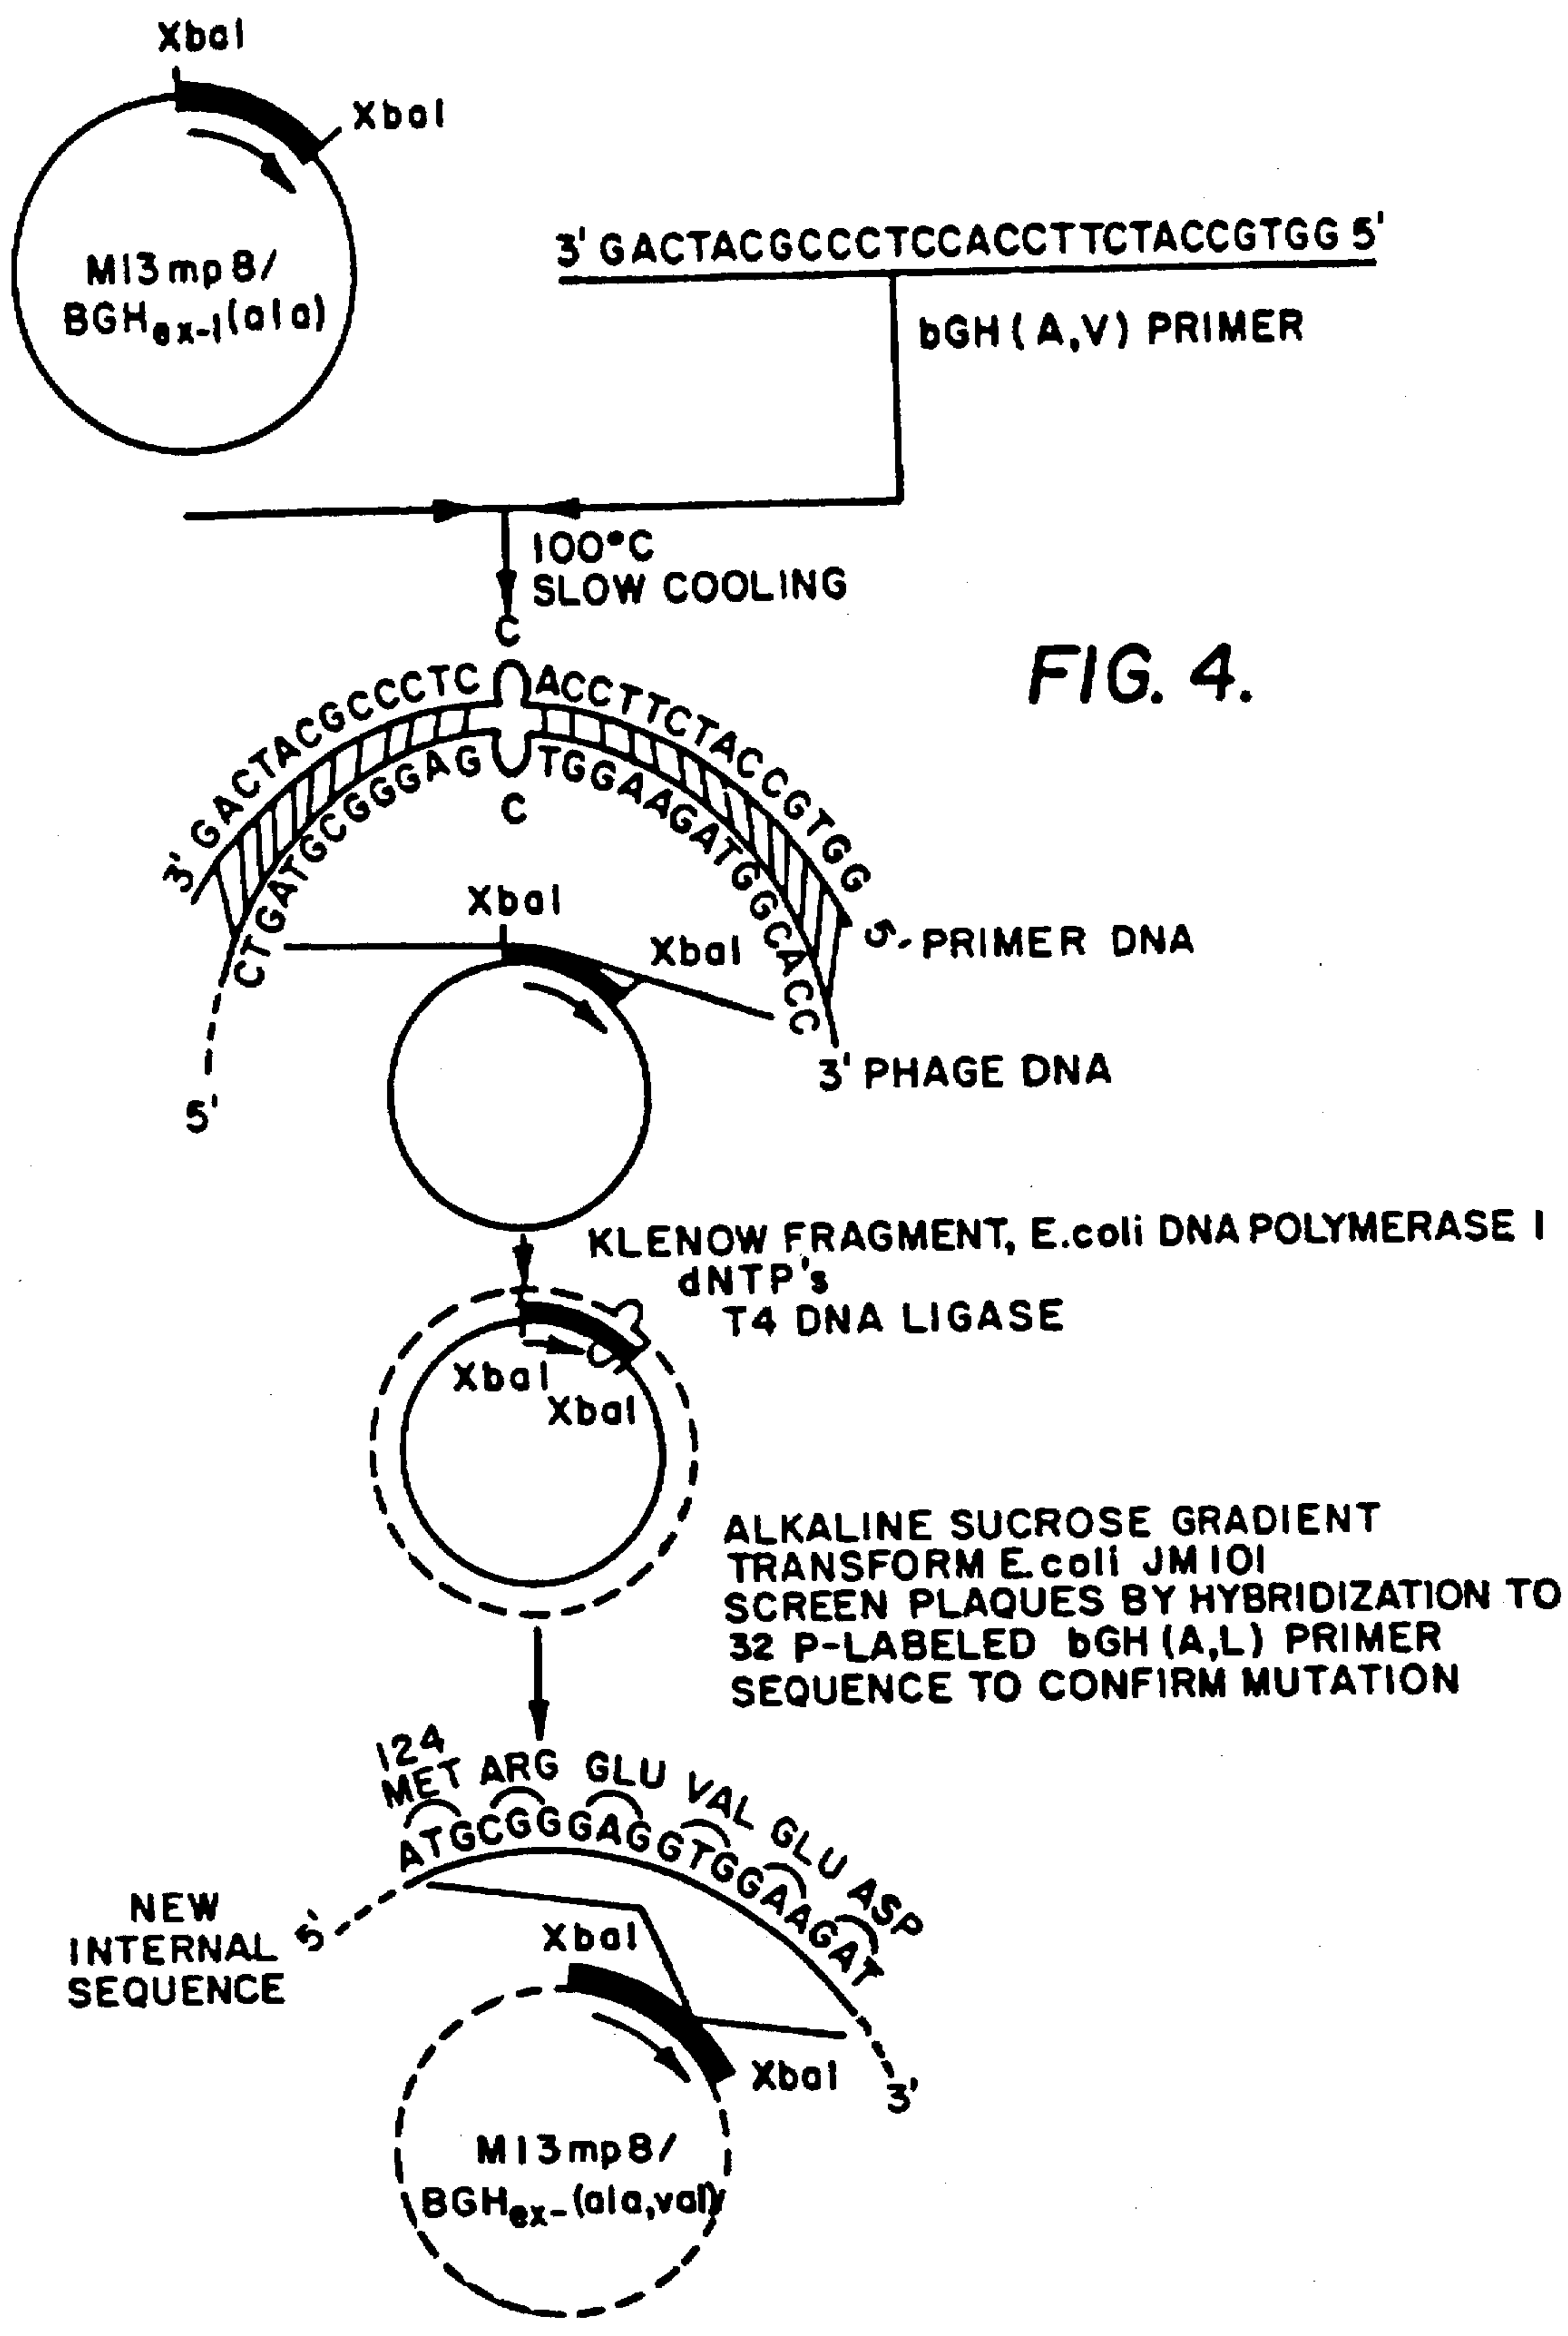 XbaI
XbaI
M13mp8/
BGHex-1(ala)
3' GACTACGCCCTCCACCTTCTACCGTGG 5'
bGH(A,V) PRIMER
100°C
SLOW COOLING
FIG. 4.
C
3' GACTACGCCCTC ACCTTCTACCGTGG 5' PRIMER DNA
CTGATGCGGGAG TGGAAGATGGCACC
C
XbaI
XbaI
5'
3' PHAGE DNA
KLENOW FRAGMENT, E.coli DNA POLYMERASE I
dNTP's
T4 DNA LIGASE
XbaI
XbaI
ALKALINE SUCROSE GRADIENT
TRANSFORM E.coli JM101
SCREEN PLAQUES BY HYBRIDIZATION TO
32 P-LABELED bGH (A,L) PRIMER
SEQUENCE TO CONFIRM MUTATION
124
MET ARG GLU VAL GLU ASP
ATGCGGGAGGTGGAAGAT
NEW
INTERNAL
SEQUENCE
5'
XbaI
XbaI
3'
M13mp8/
BGHex-(ala,val)